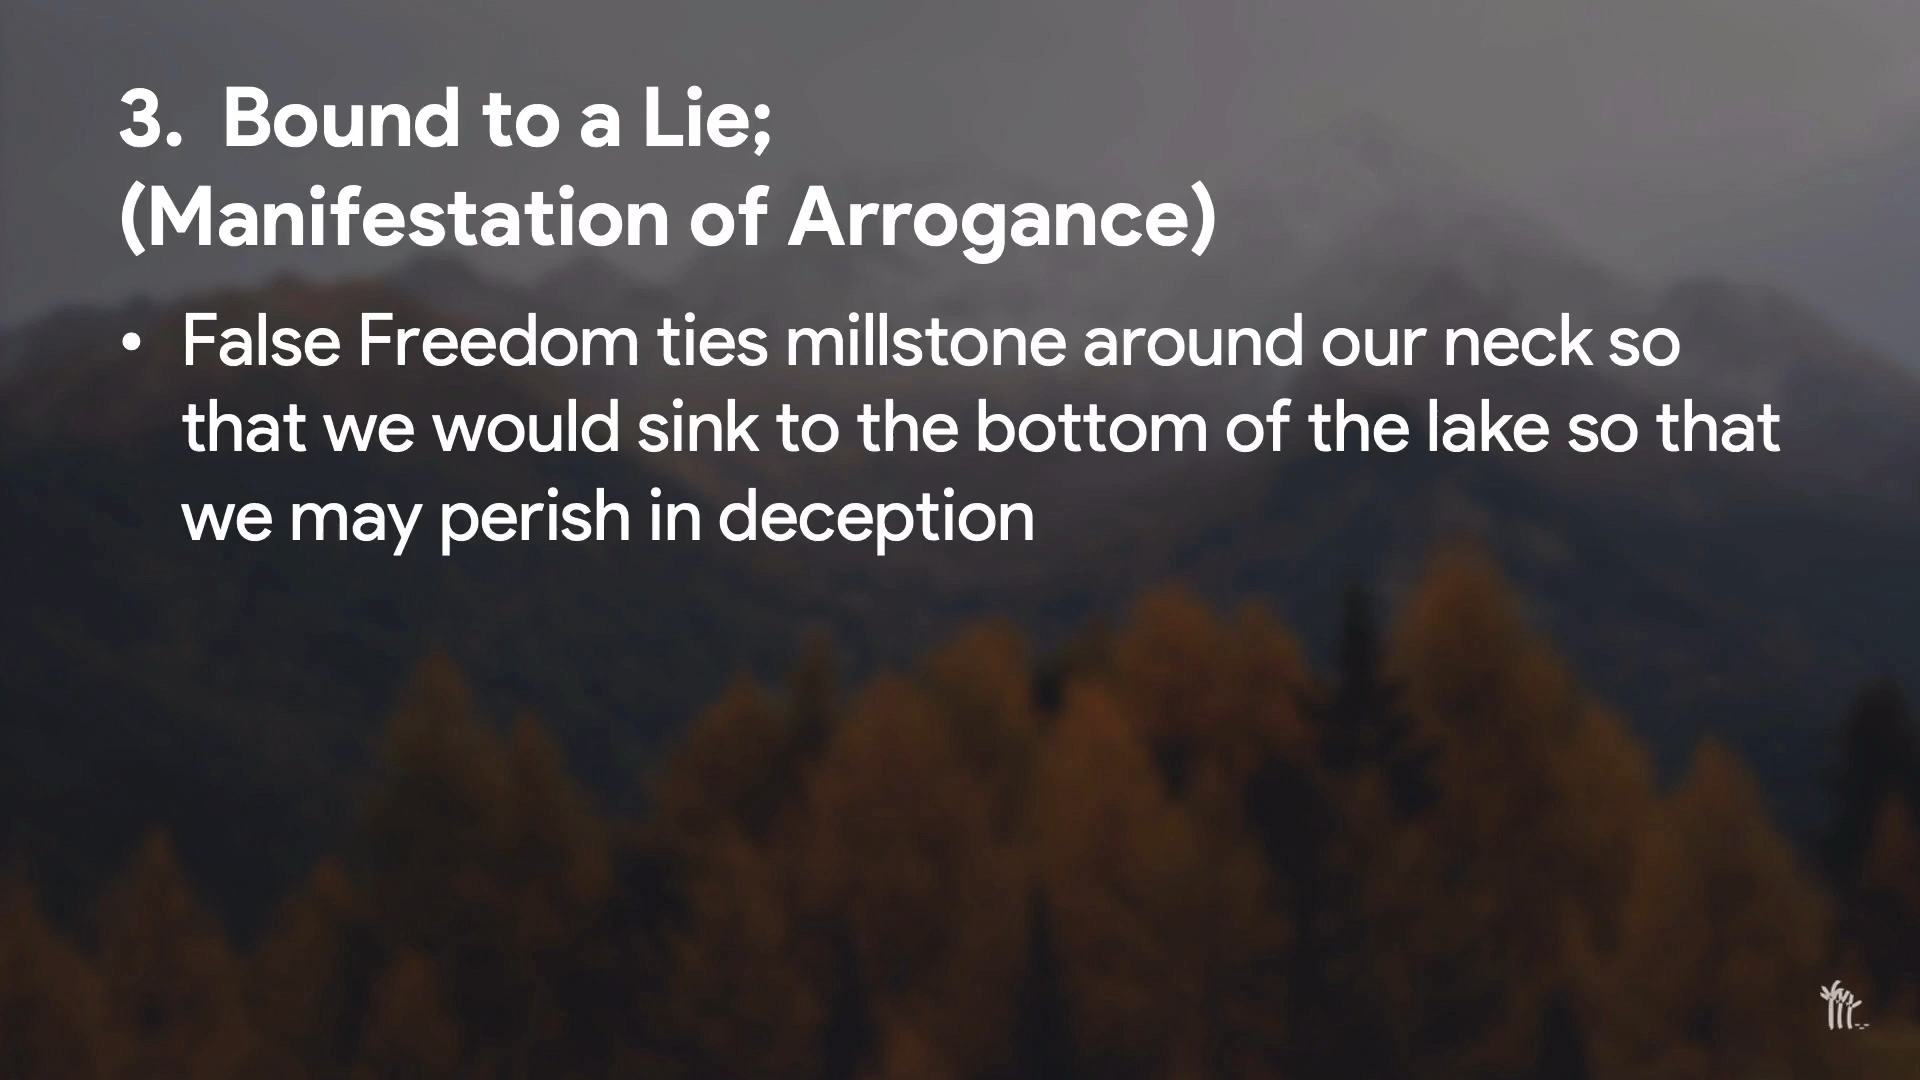 3. Bound to a Lie;
(Manifestation of Arrogance)
• False Freedom ties millstone around our neck so
that we would sink to the bottom of the lake so that
we may perish in deception